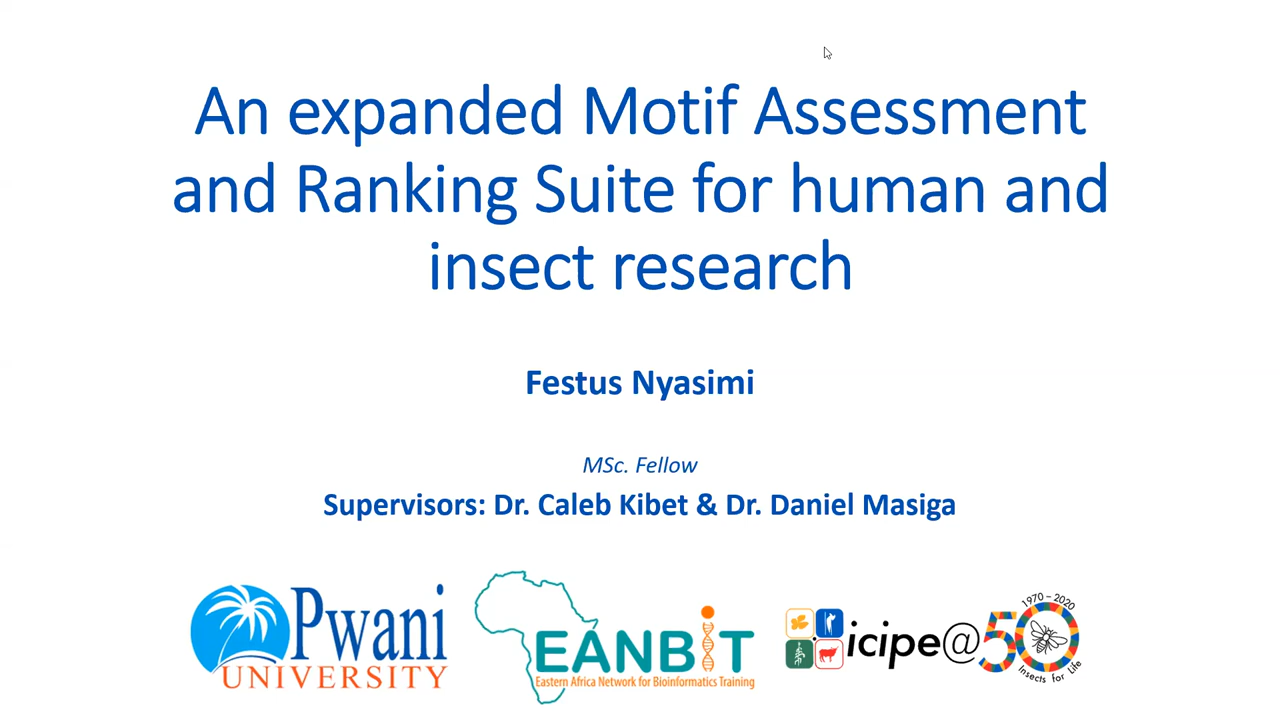 An expanded Motif Assessment
and Ranking Suite for human and
insect research
Festus Nyasimi
MSc. Fellow
Supervisors: Dr. Caleb Kibet & Dr. Daniel Masiga
Pwani
UNIVERSITY
EANBiT
Eastern Africa Network for Bioinformatics Training
icipe@50
1970 - 2020
Insects for Life